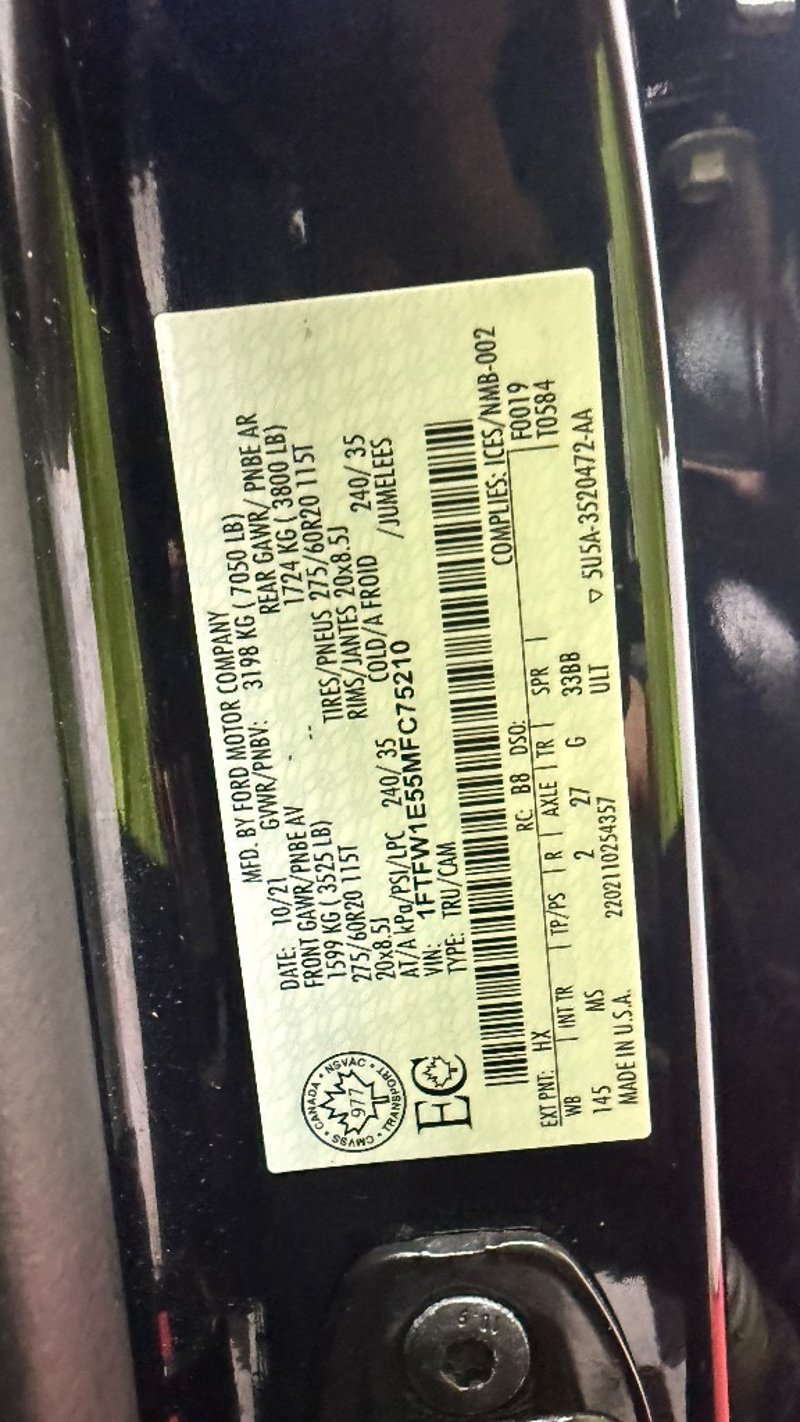 MFD. BY FORD MOTOR COMPANY
DATE: 10/21 GVWR/PNBV: 3198 KG ( 7050 LB)
FRONT GAWR/PNBE AV REAR GAWR/ PNBE AR
1599 KG ( 3525 LB) 1724 KG ( 3800 LB)
275/60R20 115T TIRES/PNEUS 275/60R20 115T
20x8.5J RIMS/JANTES 20x8.5J
AT/A kPa/PSI/LPC 240/ 35 COLD/A FROID 240/ 35
VIN: 1FTFW1E55MFC75210 /JUMELEES
TYPE: TRU/CAM
CANADA • NSVAC • TRANSPORT • CMVSS •
977
EC
COMPLIES: ICES/NMB-002
EXT PNT: HX RC: B8 DSO: F0019
WB INT TR TP/PS R AXLE TR SPR T0584
145 MS 2 27 G 33BB
MADE IN U.S.A. 2202110254357 ULT ▽ 5U5A-3520472-AA
10.9